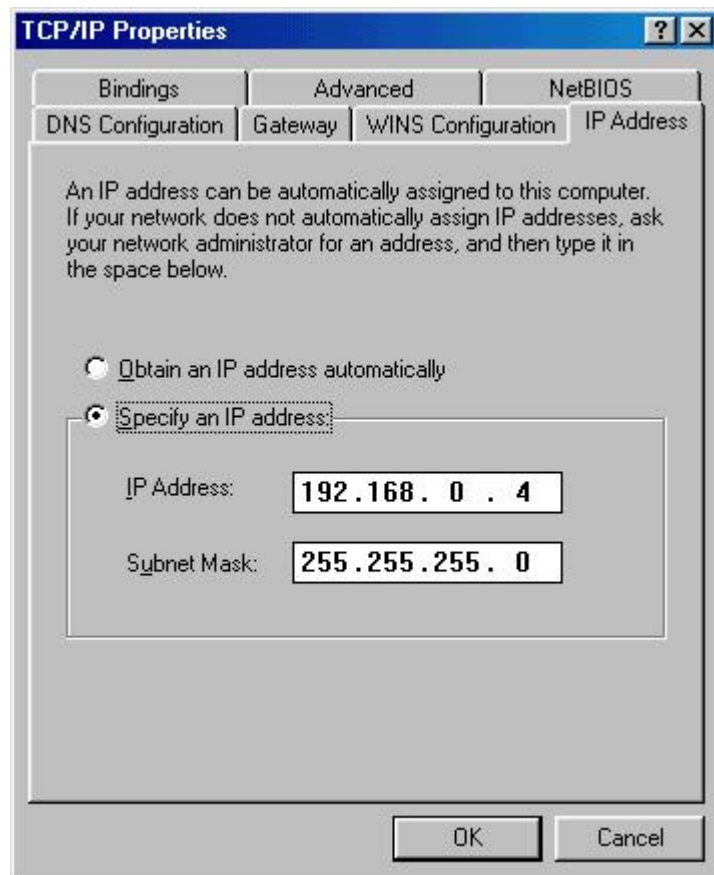 TCP/IP Properties
Bindings Advanced NetBIOS
DNS Configuration Gateway WINS Configuration IP Address
An IP address can be automatically assigned to this computer.
If your network does not automatically assign IP addresses, ask
your network administrator for an address, and then type it in
the space below.
Obtain an IP address automatically
Specify an IP address:
IP Address: 192.168. 0 . 4
Subnet Mask: 255.255.255. 0
OK Cancel